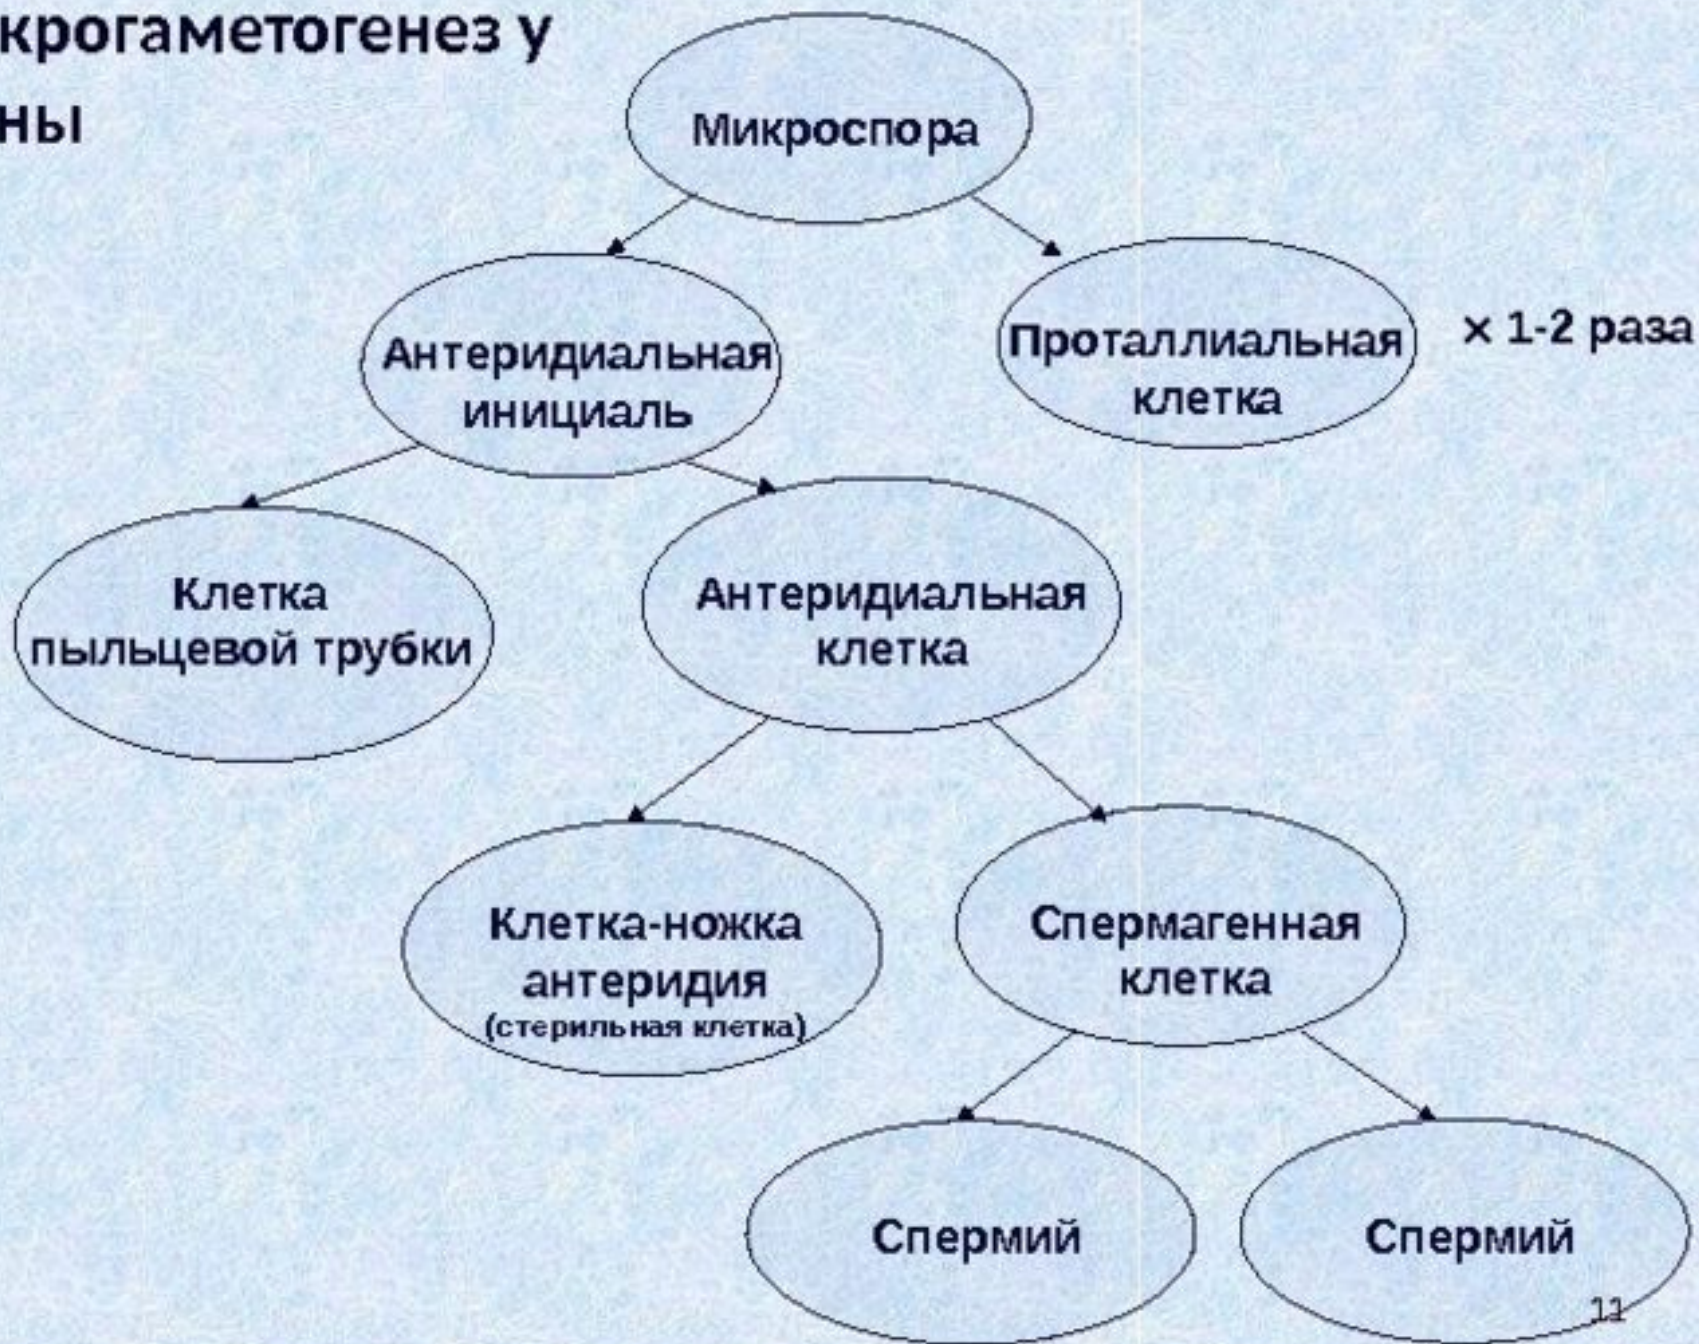 крогаметогенез у
ны
Микроспора
Антеридиальная
инициаль
Проталлиальная
клетка
× 1-2 раза
Клетка
пыльцевой трубки
Антеридиальная
клетка
Клетка-ножка
антеридия
(стерильная клетка)
Спермагенная
клетка
Спермий
Спермий
11